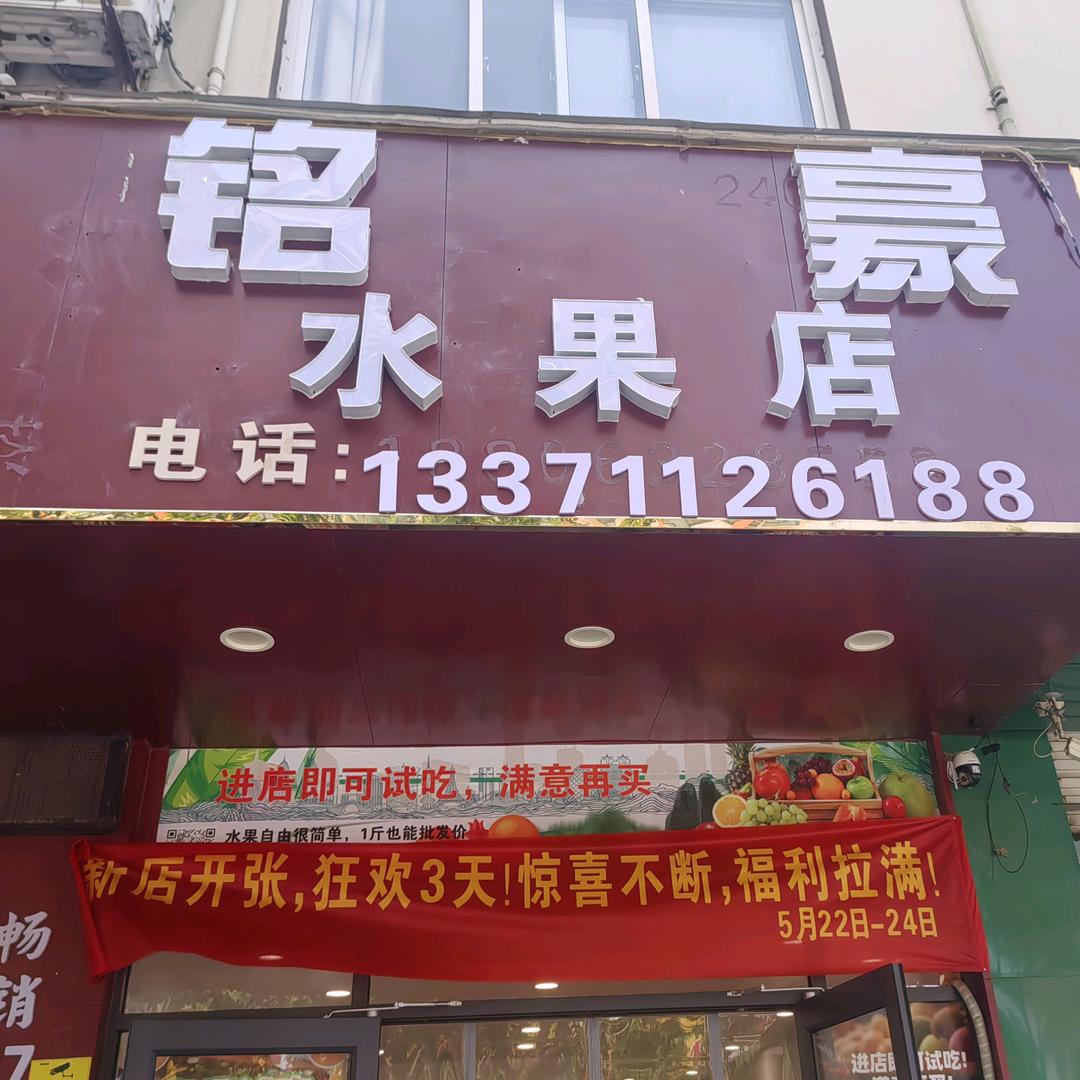 铭豪
水果店
电话:13371126188
进店即可试吃,满意再买
水果自由很简单,1斤也能批发价
新店开张,狂欢3天!惊喜不断,福利拉满!
5月22日-24日
畅销
7
进店即可试吃!